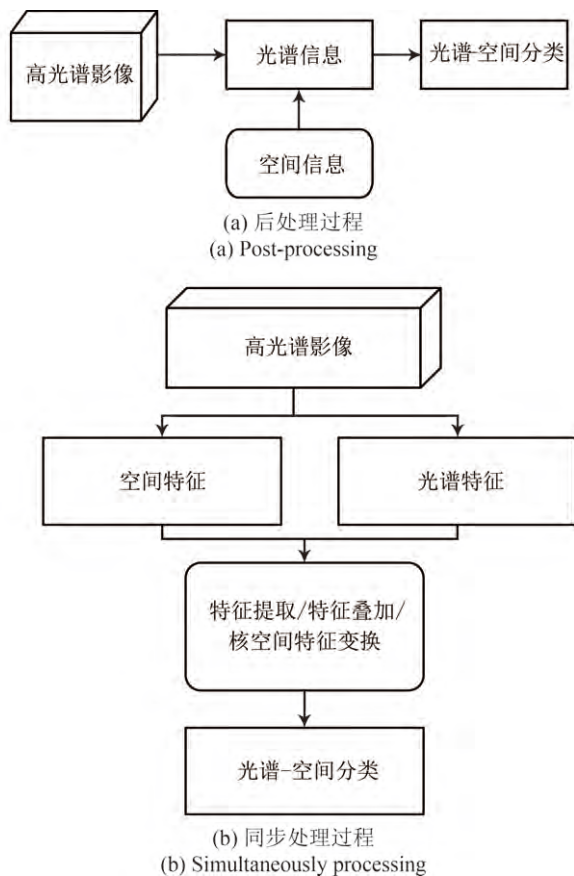 高光谱影像
光谱信息
光谱-空间分类
空间信息
(a) 后处理过程
(a) Post-processing
高光谱影像
空间特征
光谱特征
特征提取/特征叠加/
核空间特征变换
光谱-空间分类
(b) 同步处理过程
(b) Simultaneously processing